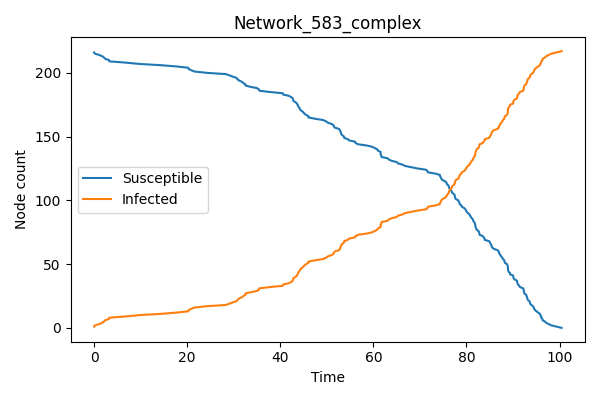 Network_583_complex
Node count
200
150
100
50
0
Susceptible
Infected
0 20 40 60 80 100
Time